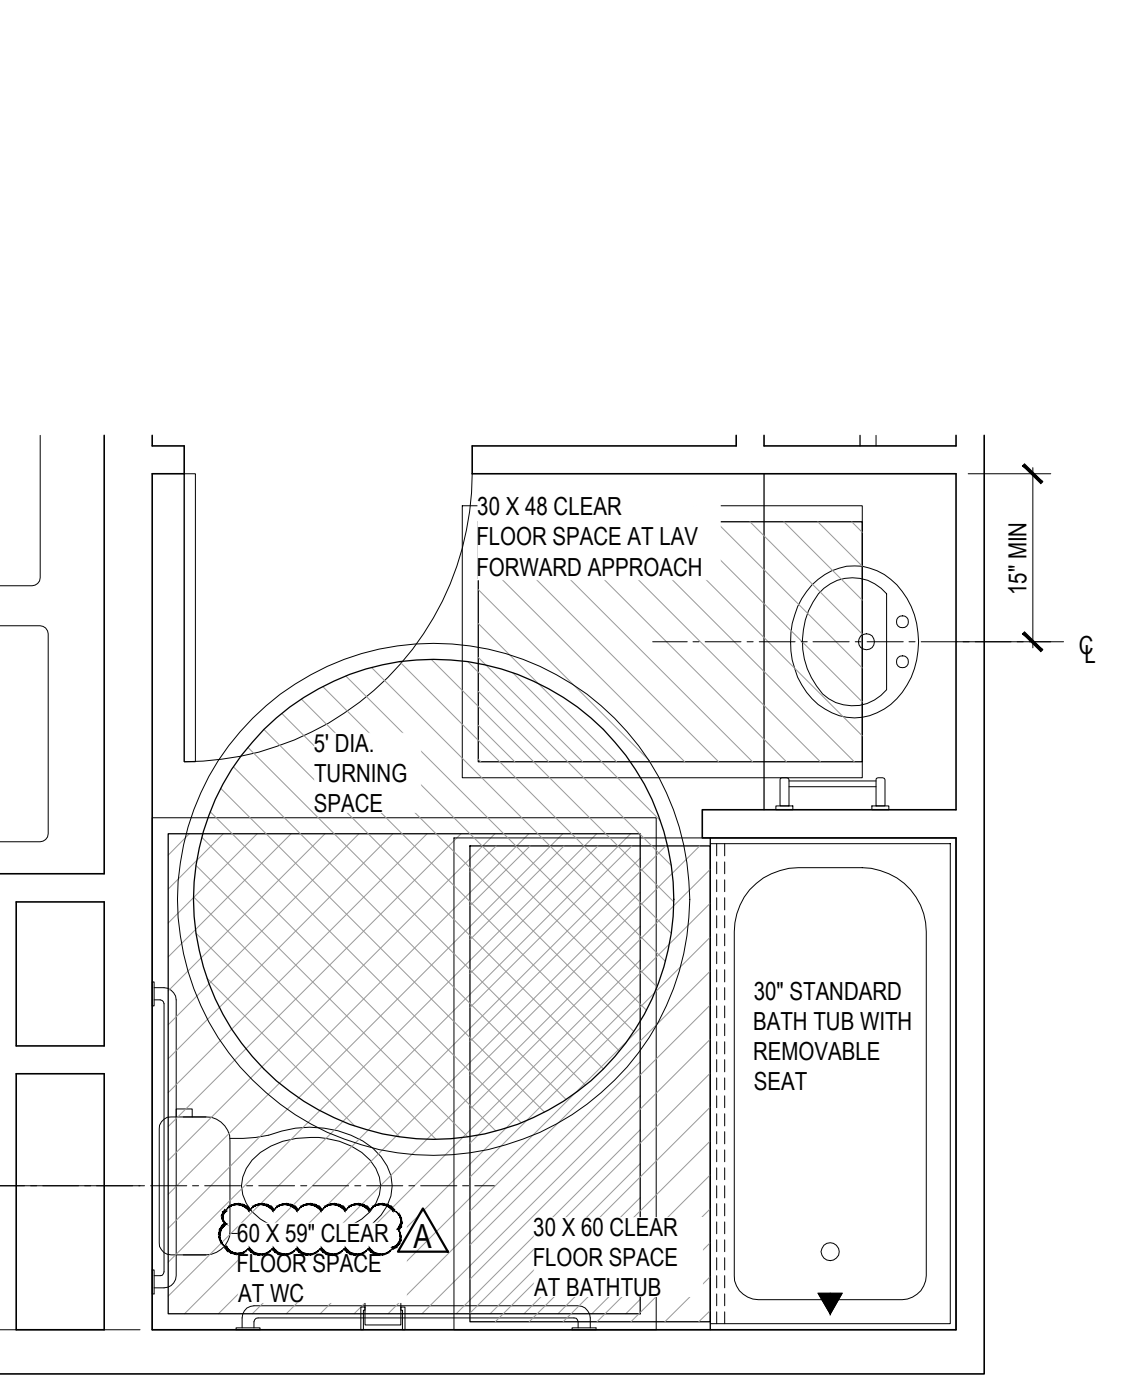 30 X 48 CLEAR
FLOOR SPACE AT LAV
FORWARD APPROACH
15" MIN
℄
5' DIA.
TURNING
SPACE
30" STANDARD
BATH TUB WITH
REMOVABLE
SEAT
60 X 59" CLEAR
FLOOR SPACE
AT WC
A
30 X 60 CLEAR
FLOOR SPACE
AT BATHTUB